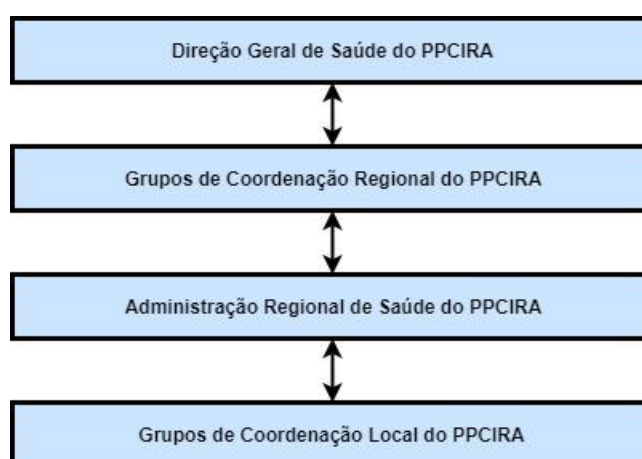 Direção Geral de Saúde do PPCIRA
Grupos de Coordenação Regional do PPCIRA
Administração Regional de Saúde do PPCIRA
Grupos de Coordenação Local do PPCIRA